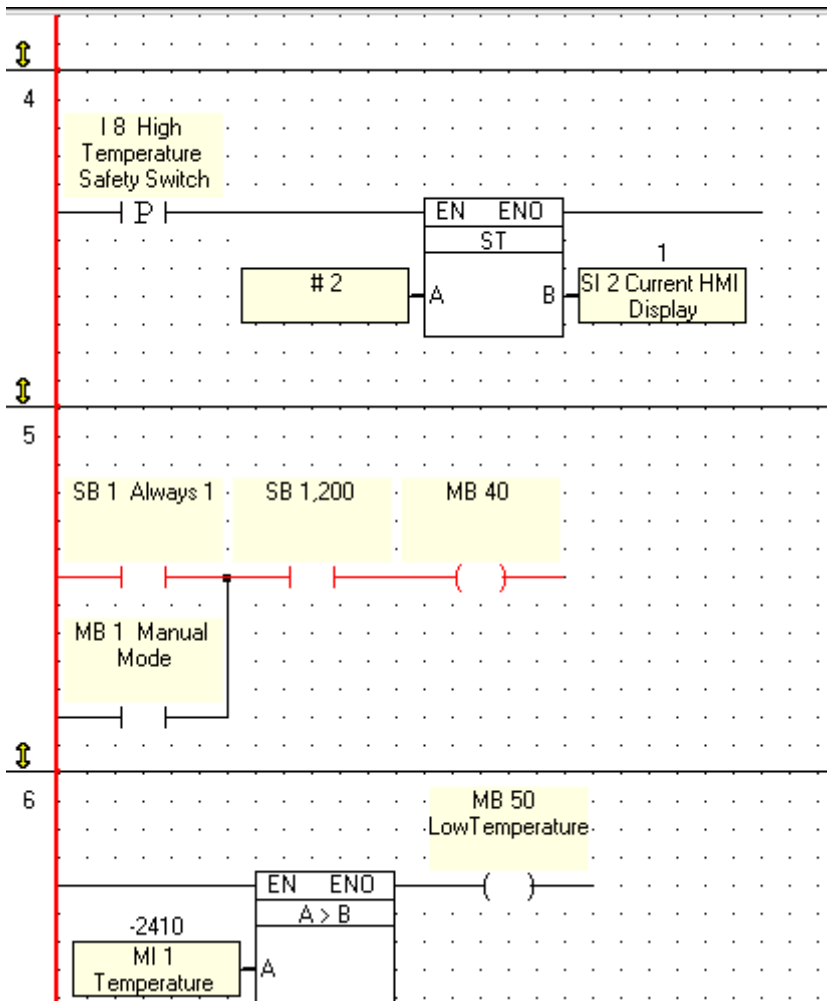 4
I 8 High
Temperature
Safety Switch
P
EN ENO
ST
1
# 2
A
B
SI 2 Current HMI
Display
5
SB 1 Always 1
SB 1,200
MB 40
MB 1 Manual
Mode
6
MB 50
LowTemperature
EN ENO
A > B
-2410
MI 1
Temperature
A